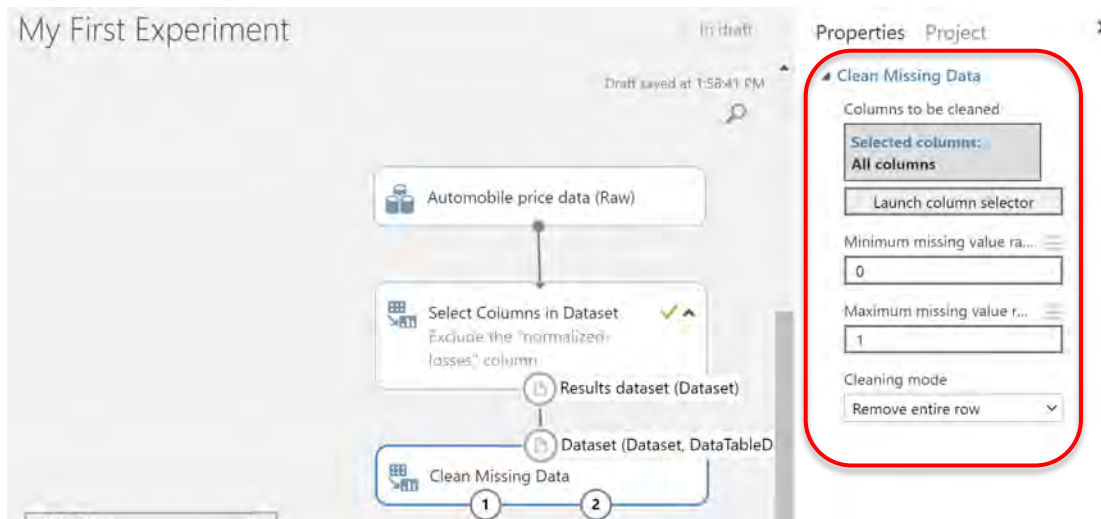 My First Experiment
In draft
Draft saved at 1:58:41 PM
Automobile price data (Raw)
Select Columns in Dataset
Exclude the "normalized-
losses" column
Results dataset (Dataset)
Dataset (Dataset, DataTableD
Clean Missing Data
1
2
Properties Project
Clean Missing Data
Columns to be cleaned
Selected columns:
All columns
Launch column selector
Minimum missing value ra...
0
Maximum missing value r...
1
Cleaning mode
Remove entire row